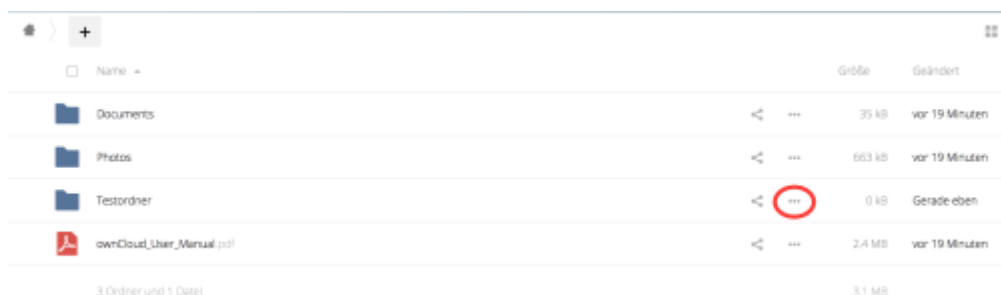 Name Größe Geändert
Documents 35 kB vor 19 Minuten
Photos 663 kB vor 19 Minuten
Testordner 0 kB Gerade eben
ownCloud_User_Manual.pdf 2.4 MB vor 19 Minuten
3 Ordner und 1 Datei 3.1 MB